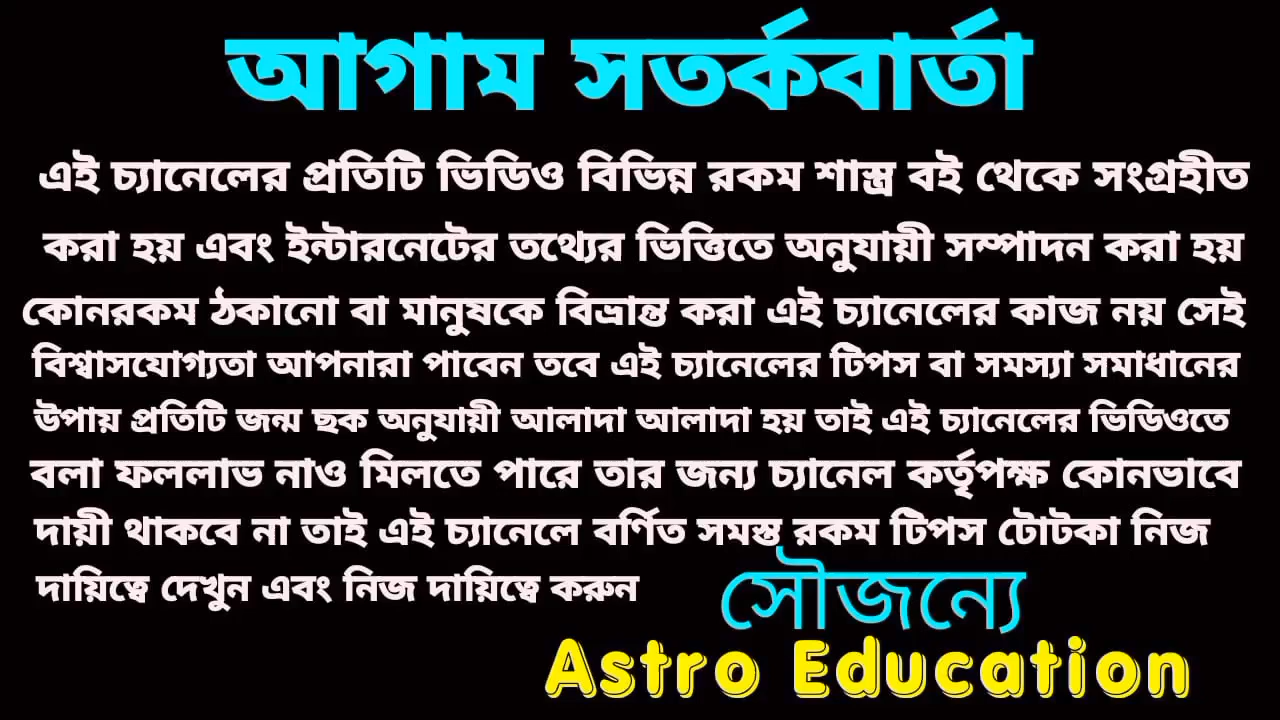 আগাম সতর্কবার্তা
এই চ্যানেলের প্রতিটি ভিডিও বিভিন্ন রকম শাস্ত্র বই থেকে সংগ্রহীত
করা হয় এবং ইন্টারনেটের তথ্যের ভিত্তিতে অনুযায়ী সম্পাদন করা হয়
কোনরকম ঠকানো বা মানুষকে বিভ্রান্ত করা এই চ্যানেলের কাজ নয় সেই
বিশ্বাসযোগ্যতা আপনারা পাবেন তবে এই চ্যানেলের টিপস বা সমস্যা সমাধানের
উপায় প্রতিটি জন্ম ছক অনুযায়ী আলাদা আলাদা হয় তাই এই চ্যানেলের ভিডিওতে
বলা ফললাভ নাও মিলতে পারে তার জন্য চ্যানেল কর্তৃপক্ষ কোনভাবে
দায়ী থাকবে না তাই এই চ্যানেলে বর্ণিত সমস্ত রকম টিপস টোটকা নিজ
দায়িত্বে দেখুন এবং নিজ দায়িত্বে করুন
সৌজন্যে
Astro Education